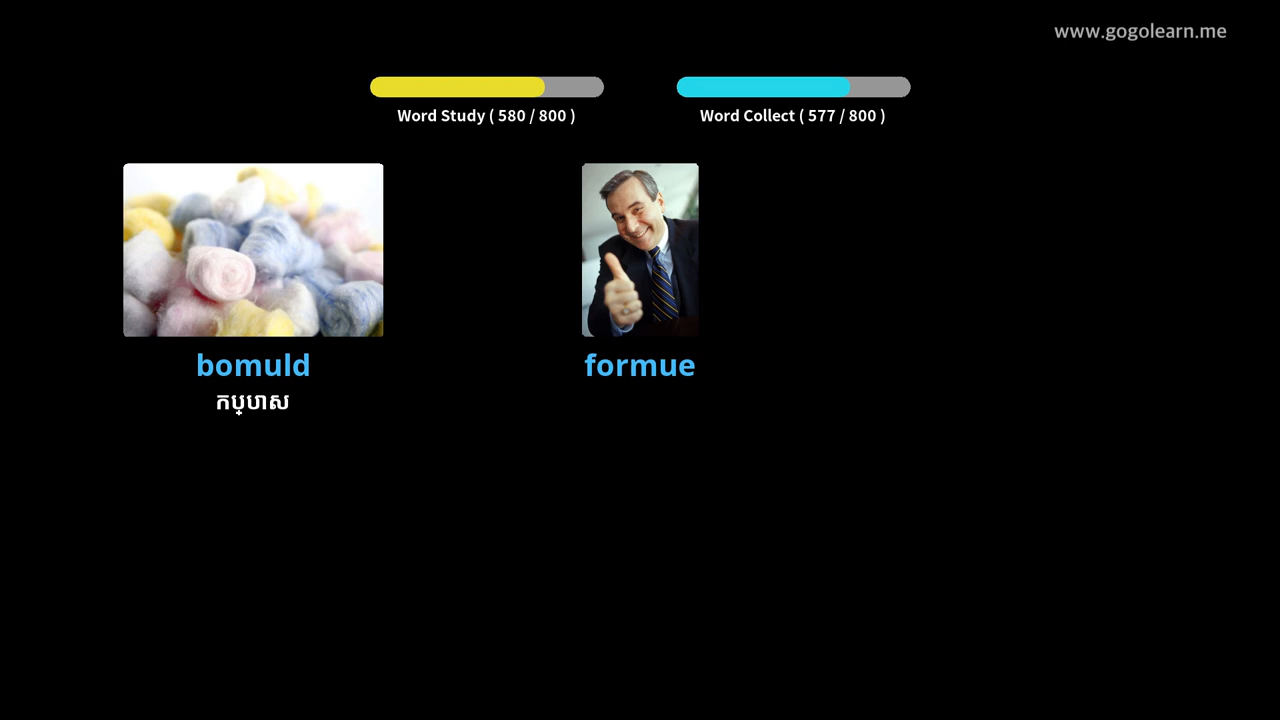 www.gogolearn.me
Word Study ( 580 / 800 )
Word Collect ( 577 / 800 )
bomuld
formue
កប្បាស